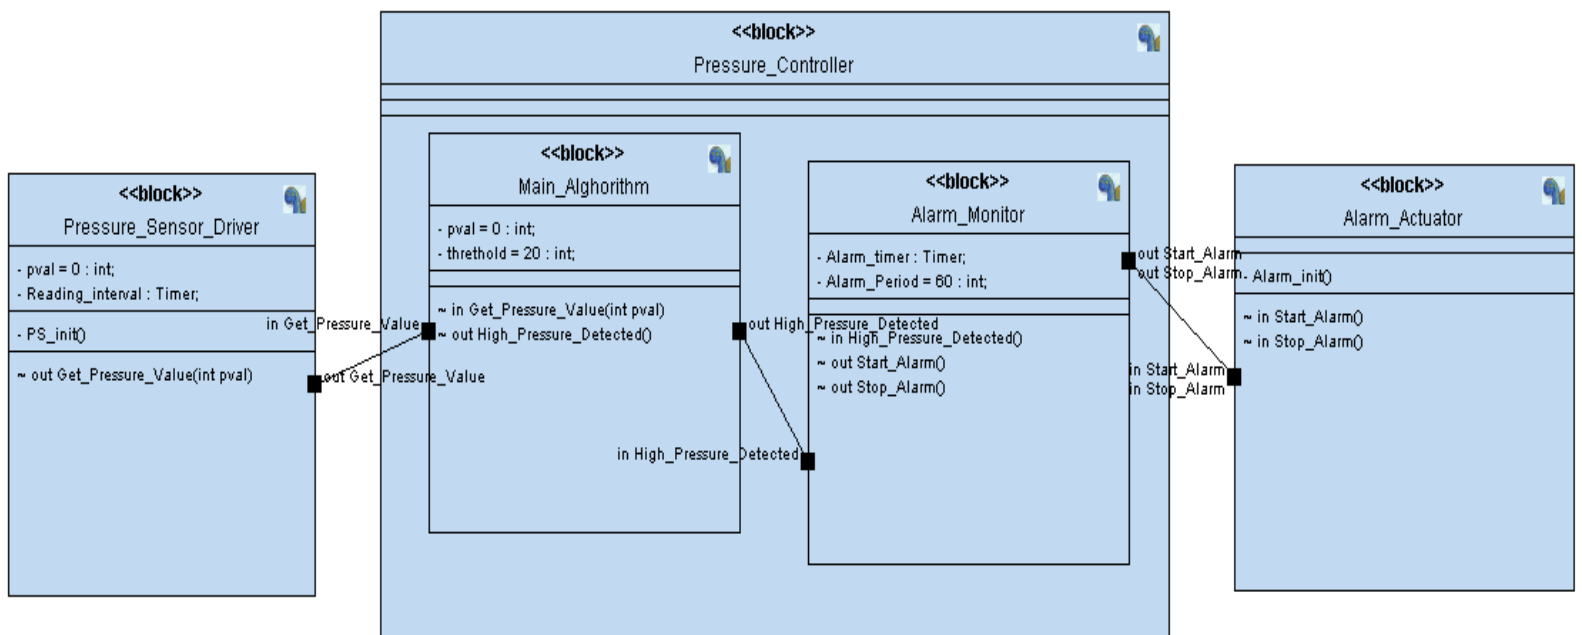 <<block>>
Pressure_Controller
<<block>>
Pressure_Sensor_Driver
- pval = 0 : int;
- Reading_interval : Timer;
- PS_init()
~ out Get_Pressure_Value(int pval)
out Get_Pressure_Value
in Get_Pressure_Value
<<block>>
Main_Alghorithm
- pval = 0 : int;
- threthold = 20 : int;
~ in Get_Pressure_Value(int pval)
~ out High_Pressure_Detected()
out High_Pressure_Detected
in High_Pressure_Detected
<<block>>
Alarm_Monitor
- Alarm_timer : Timer;
- Alarm_Period = 60 : int;
~ in High_Pressure_Detected()
~ out Start_Alarm()
~ out Stop_Alarm()
out Start_Alarm
out Stop_Alarm
in Start_Alarm
in Stop_Alarm
<<block>>
Alarm_Actuator
- Alarm_init()
~ in Start_Alarm()
~ in Stop_Alarm()